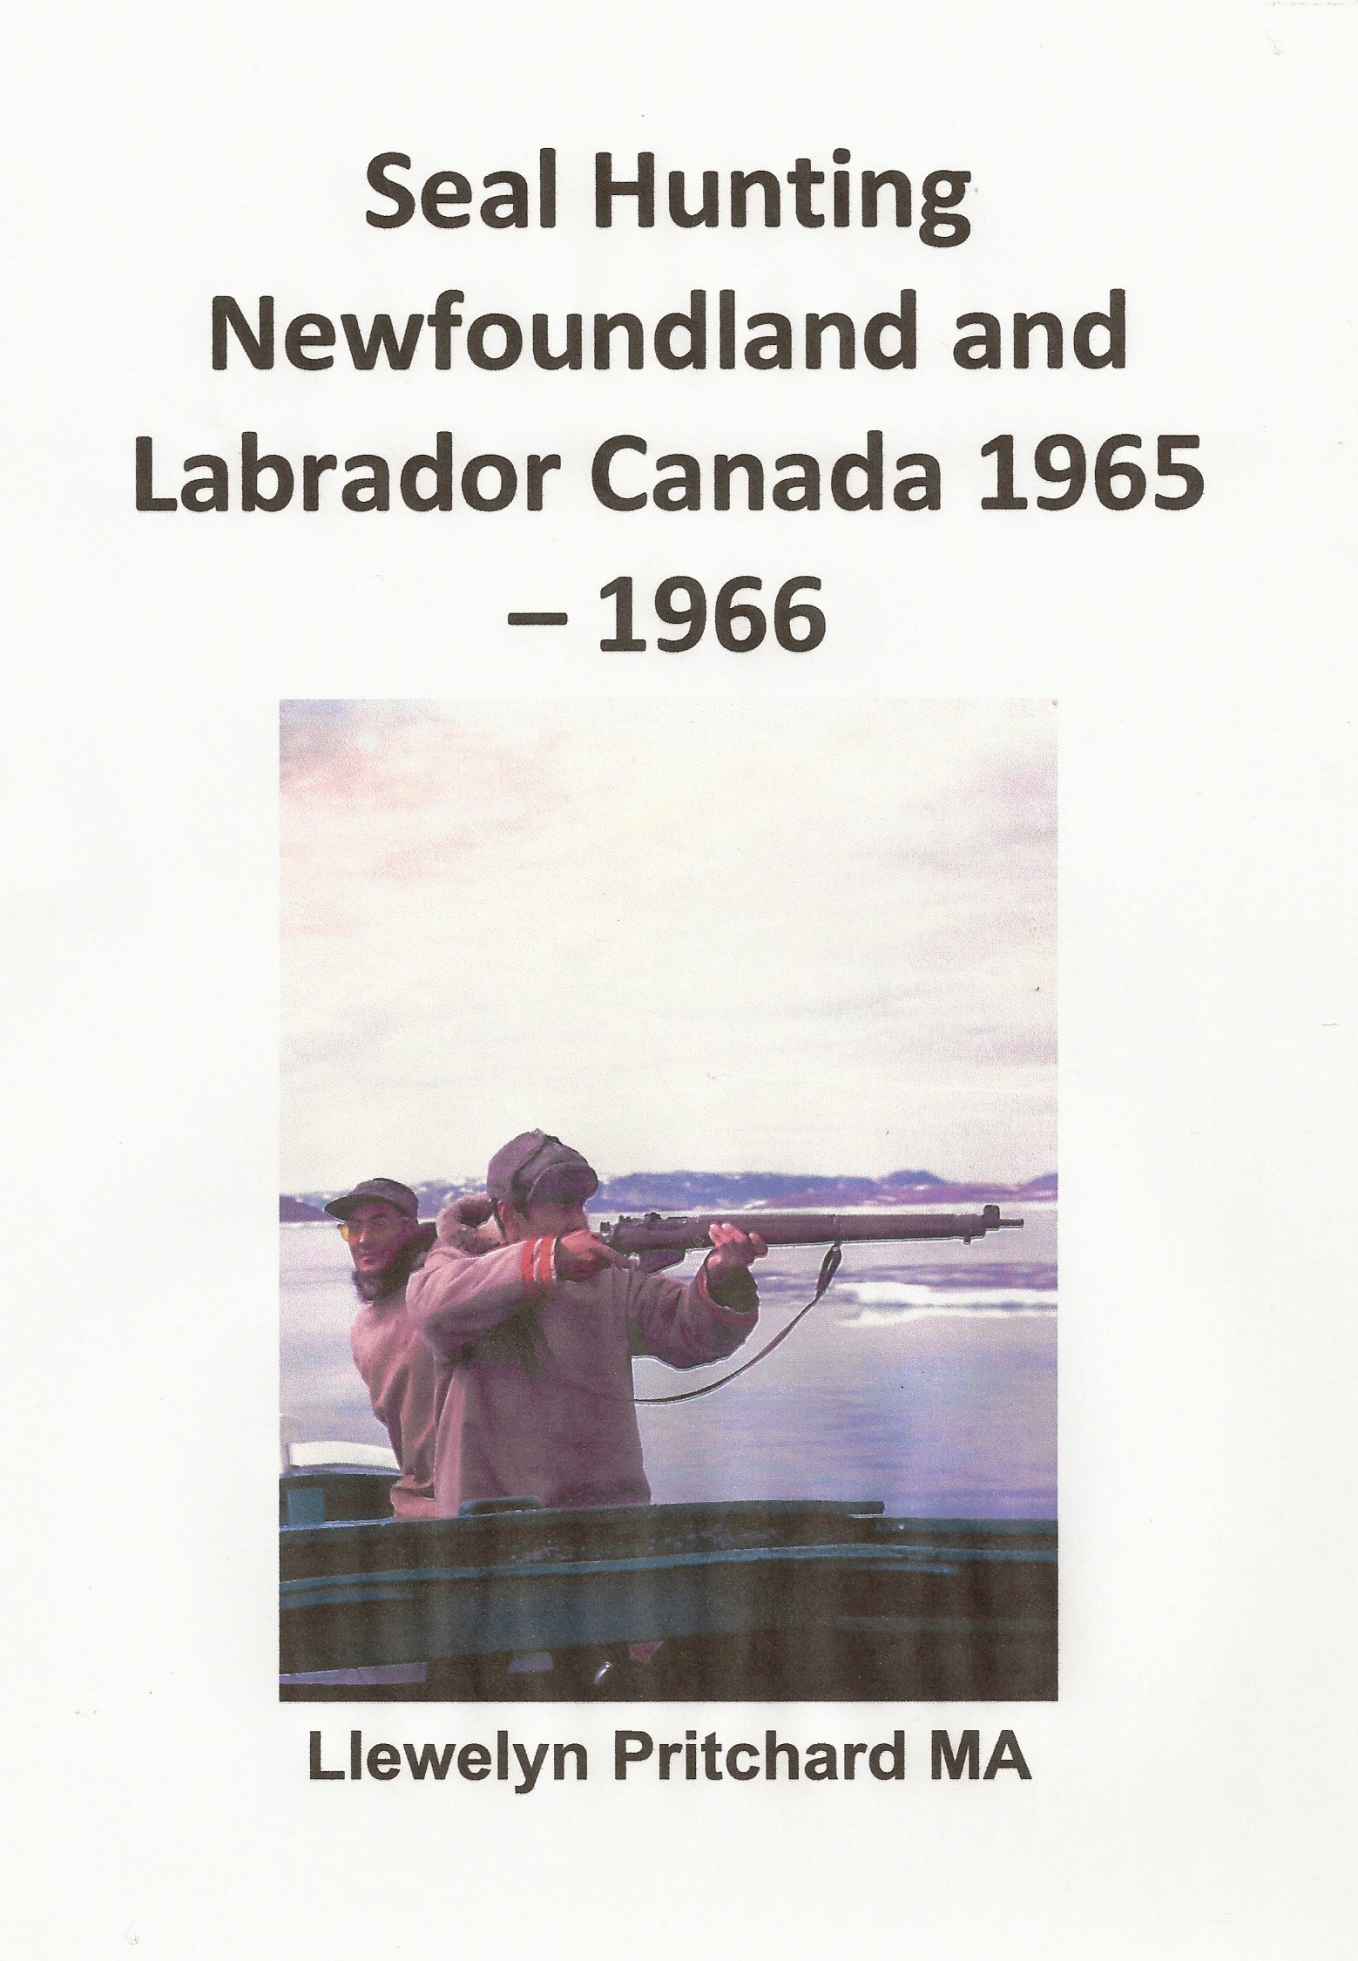 Seal Hunting
Newfoundland and
Labrador Canada 1965
– 1966
Llewelyn Pritchard MA